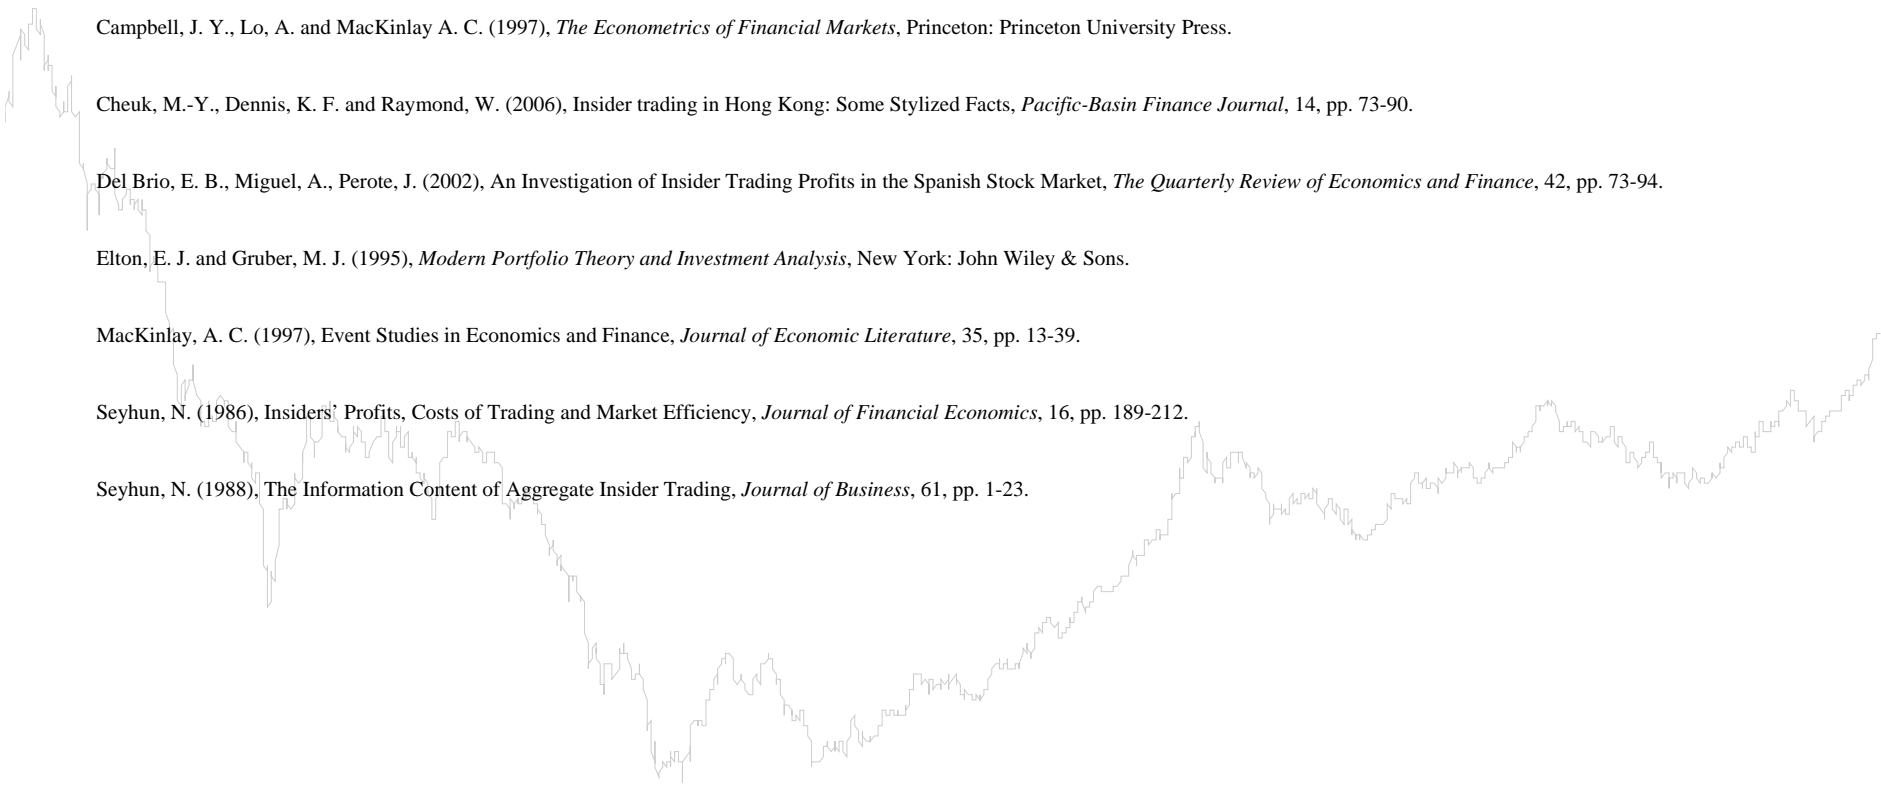 Campbell, J. Y., Lo, A. and MacKinlay A. C. (1997), The Econometrics of Financial Markets, Princeton: Princeton University Press.
Cheuk, M.-Y., Dennis, K. F. and Raymond, W. (2006), Insider trading in Hong Kong: Some Stylized Facts, Pacific-Basin Finance Journal, 14, pp. 73-90.
Del Brio, E. B., Miguel, A., Perote, J. (2002), An Investigation of Insider Trading Profits in the Spanish Stock Market, The Quarterly Review of Economics and Finance, 42, pp. 73-94.
Elton, E. J. and Gruber, M. J. (1995), Modern Portfolio Theory and Investment Analysis, New York: John Wiley & Sons.
MacKinlay, A. C. (1997), Event Studies in Economics and Finance, Journal of Economic Literature, 35, pp. 13-39.
Seyhun, N. (1986), Insiders’ Profits, Costs of Trading and Market Efficiency, Journal of Financial Economics, 16, pp. 189-212.
Seyhun, N. (1988), The Information Content of Aggregate Insider Trading, Journal of Business, 61, pp. 1-23.